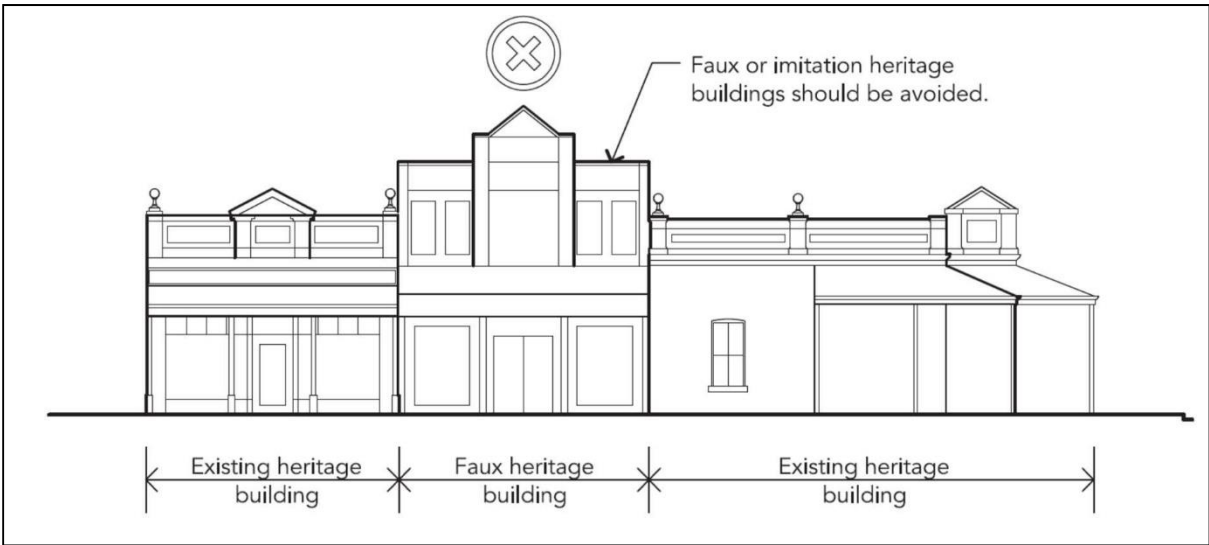 Faux or imitation heritage
buildings should be avoided.
Existing heritage
building
Faux heritage
building
Existing heritage
building